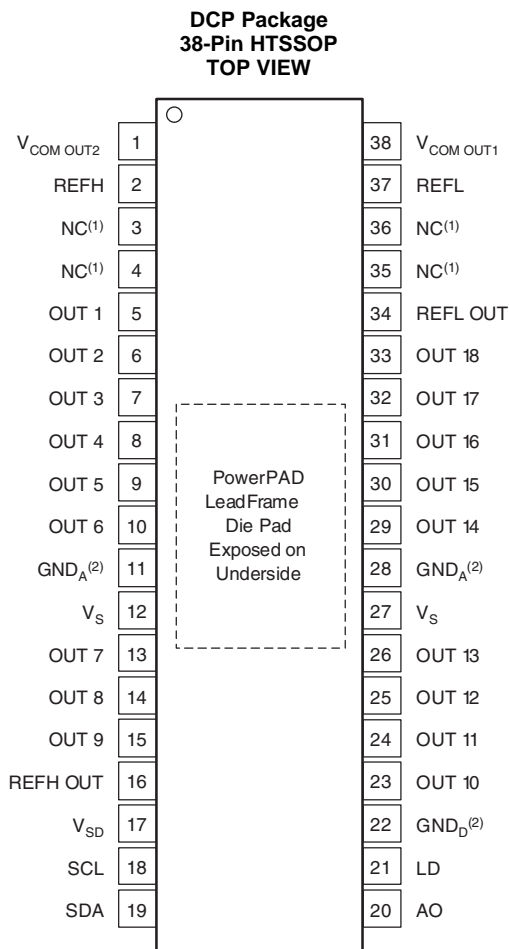 DCP Package
38-Pin HTSSOP
TOP VIEW
V_COM OUT2 1 38 V_COM OUT1
REFH 2 37 REFL
NC(1) 3 36 NC(1)
NC(1) 4 35 NC(1)
OUT 1 5 34 REFL OUT
OUT 2 6 33 OUT 18
OUT 3 7 32 OUT 17
OUT 4 8 31 OUT 16
OUT 5 9 30 OUT 15
OUT 6 10 29 OUT 14
GND_A(2) 11 28 GND_A(2)
V_S 12 27 V_S
OUT 7 13 26 OUT 13
OUT 8 14 25 OUT 12
OUT 9 15 24 OUT 11
REFH OUT 16 23 OUT 10
V_SD 17 22 GND_D(2)
SCL 18 21 LD
SDA 19 20 AO
PowerPAD
LeadFrame
Die Pad
Exposed on
Underside